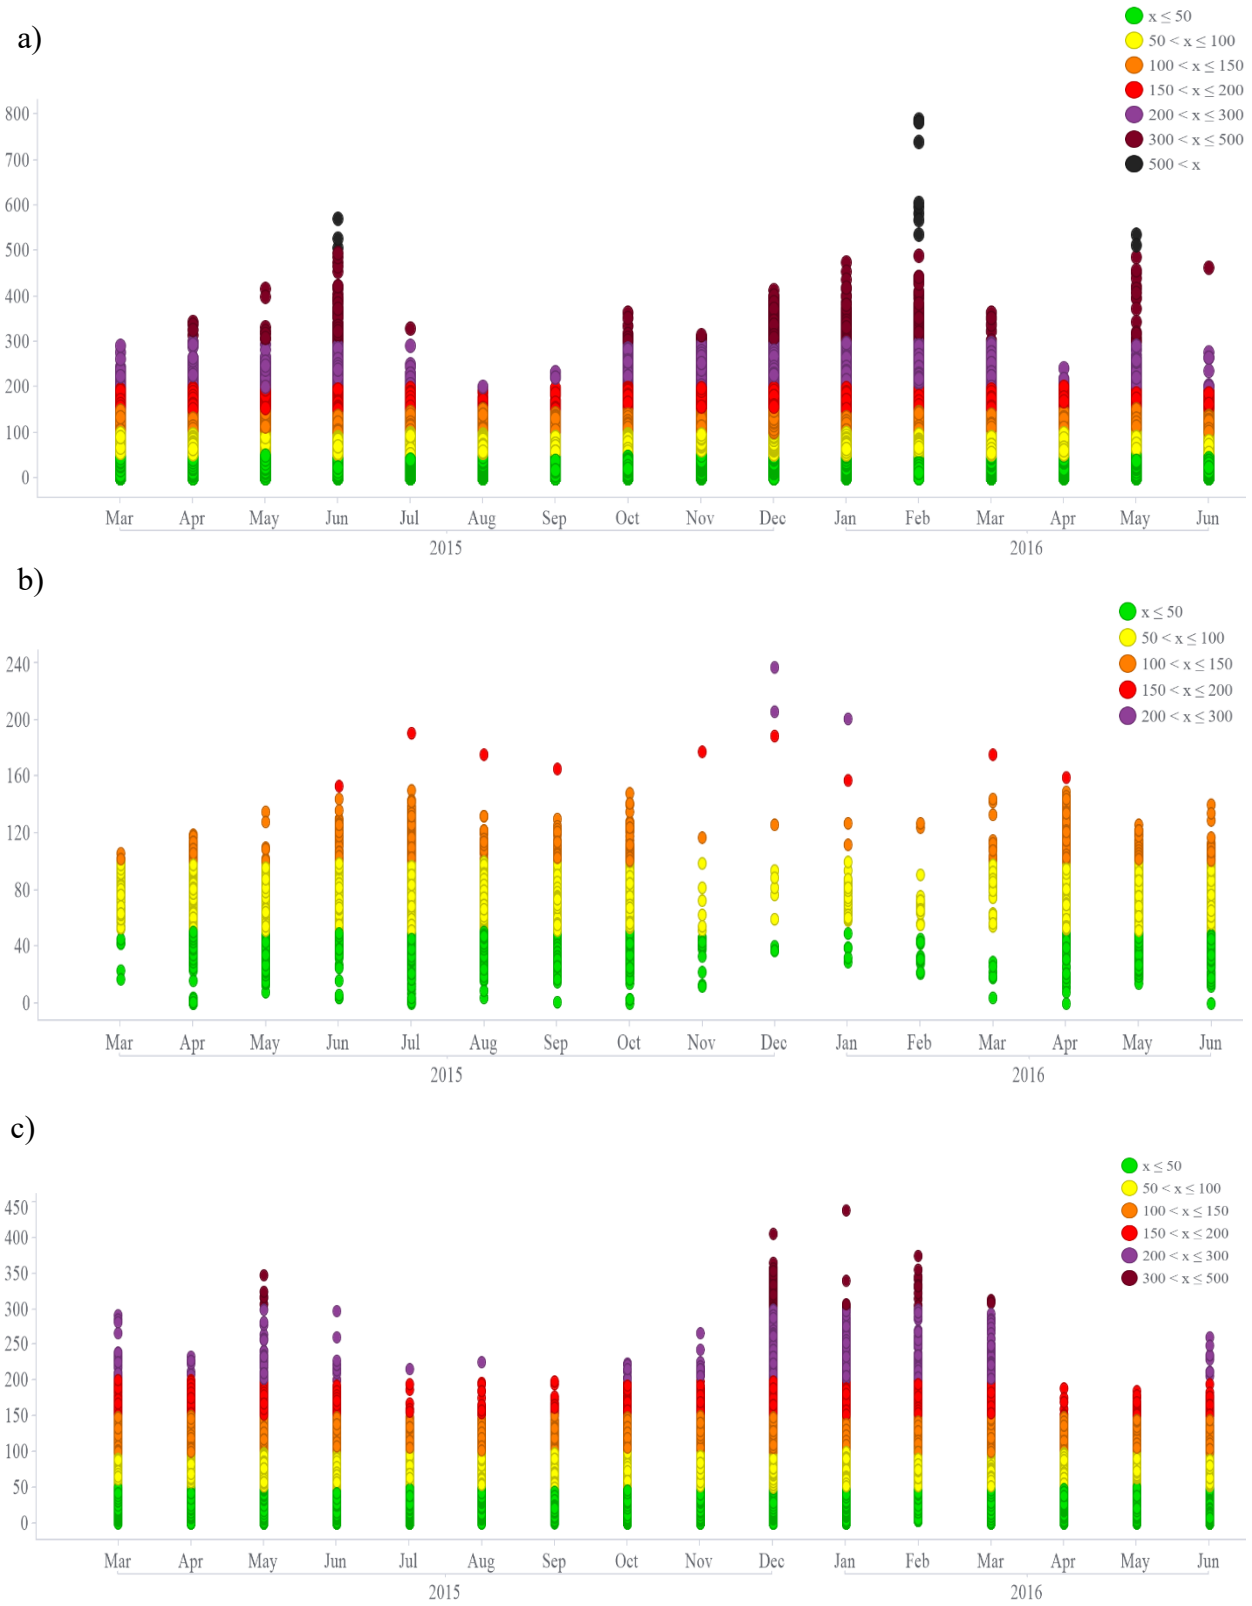 a)
x ≤ 50
50 < x ≤ 100
100 < x ≤ 150
150 < x ≤ 200
200 < x ≤ 300
300 < x ≤ 500
500 < x
800
700
600
500
400
300
200
100
0
Mar Apr May Jun Jul Aug Sep Oct Nov Dec Jan Feb Mar Apr May Jun
2015 2016
b)
x ≤ 50
50 < x ≤ 100
100 < x ≤ 150
150 < x ≤ 200
200 < x ≤ 300
240
200
160
120
80
40
0
Mar Apr May Jun Jul Aug Sep Oct Nov Dec Jan Feb Mar Apr May Jun
2015 2016
c)
x ≤ 50
50 < x ≤ 100
100 < x ≤ 150
150 < x ≤ 200
200 < x ≤ 300
300 < x ≤ 500
450
400
350
300
250
200
150
100
50
0
Mar Apr May Jun Jul Aug Sep Oct Nov Dec Jan Feb Mar Apr May Jun
2015 2016